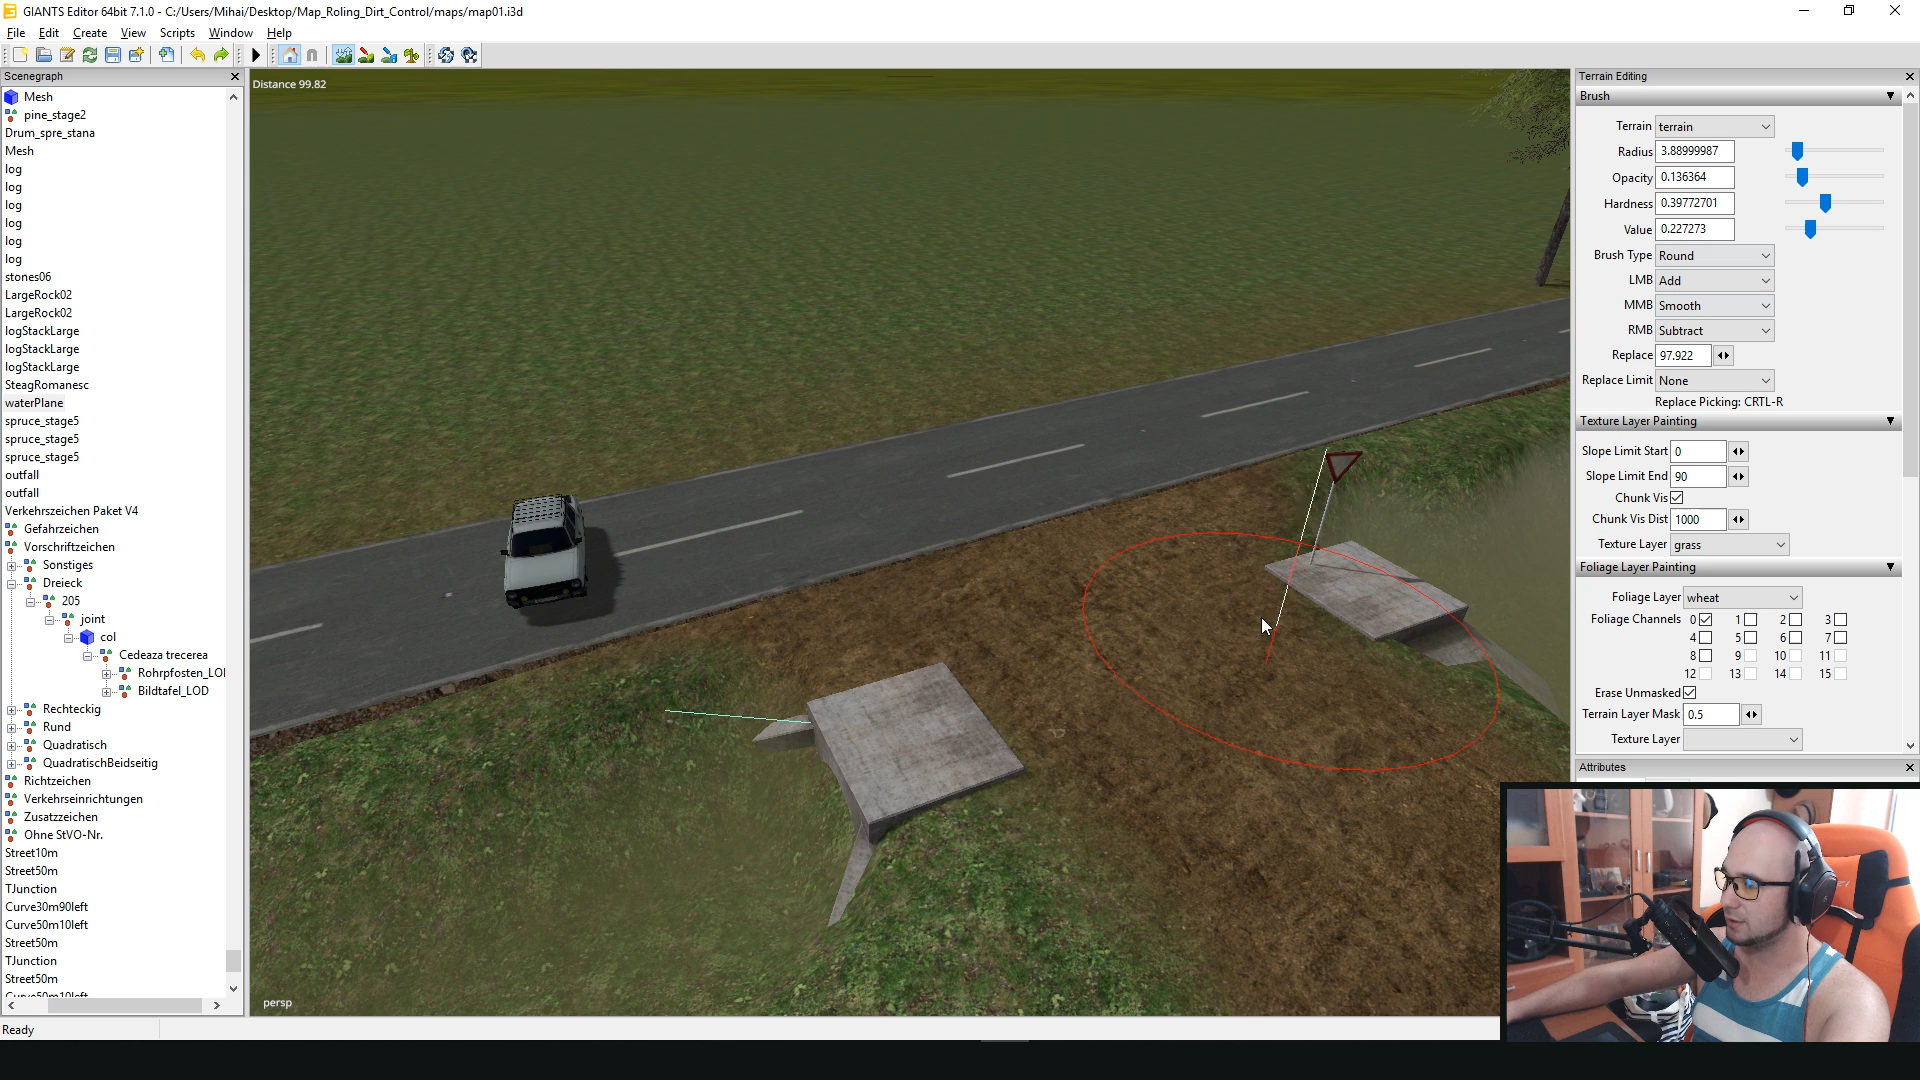 GIANTS Editor 64bit 7.1.0 - C:/Users/Mihai/Desktop/Map_Roling_Dirt_Control/maps/map01.i3d
File Edit Create View Scripts Window Help
Scenegraph
Mesh
pine_stage2
Drum_spre_stana
Mesh
log
log
log
log
log
log
stones06
LargeRock02
LargeRock02
logStackLarge
logStackLarge
logStackLarge
SteagRomanesc
waterPlane
spruce_stage5
spruce_stage5
spruce_stage5
outfall
outfall
Verkehrszeichen Paket V4
Gefahrzeichen
Vorschriftzeichen
Sonstiges
Dreieck
205
joint
col
Cedeaza trecerea
Rohrpfosten_LO
Bildtafel_LOD
Rechteckig
Rund
Quadratisch
QuadratischBeidseitig
Richtzeichen
Verkehrseinrichtungen
Zusatzzeichen
Ohne StVO-Nr.
Street10m
Street50m
TJunction
Curve30m90left
Curve50m10left
Street50m
TJunction
Street50m
Curve50m10left
Ready
Distance 99.82
persp
Terrain Editing
Brush
Terrain terrain
Radius 3.88999987
Opacity 0.136364
Hardness 0.39772701
Value 0.227273
Brush Type Round
LMB Add
MMB Smooth
RMB Subtract
Replace 97.922
Replace Limit None
Replace Picking: CRTL-R
Texture Layer Painting
Slope Limit Start 0
Slope Limit End 90
Chunk Vis
Chunk Vis Dist 1000
Texture Layer grass
Foliage Layer Painting
Foliage Layer wheat
Foliage Channels 0 1 2 3
4 5 6 7
8 9 10 11
12 13 14 15
Erase Unmasked
Terrain Layer Mask 0.5
Texture Layer
Attributes